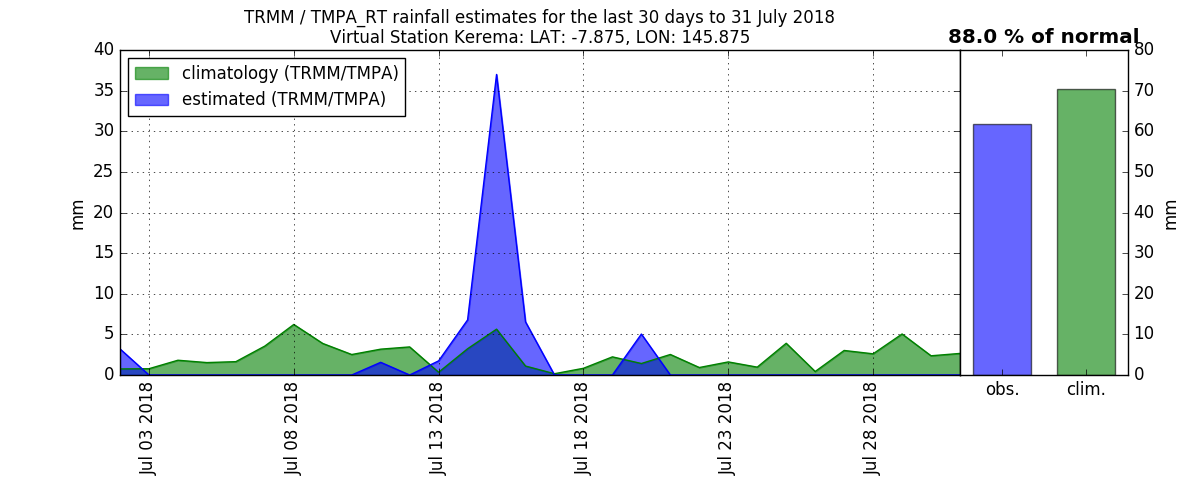 TRMM / TMPA_RT rainfall estimates for the last 30 days to 31 July 2018
Virtual Station Kerema: LAT: -7.875, LON: 145.875
88.0 % of normal
climatology (TRMM/TMPA)
estimated (TRMM/TMPA)
40
35
30
25
20
15
10
5
0
mm
Jul 03 2018
Jul 08 2018
Jul 13 2018
Jul 18 2018
Jul 23 2018
Jul 28 2018
obs.
clim.
80
70
60
50
40
30
20
10
0
mm